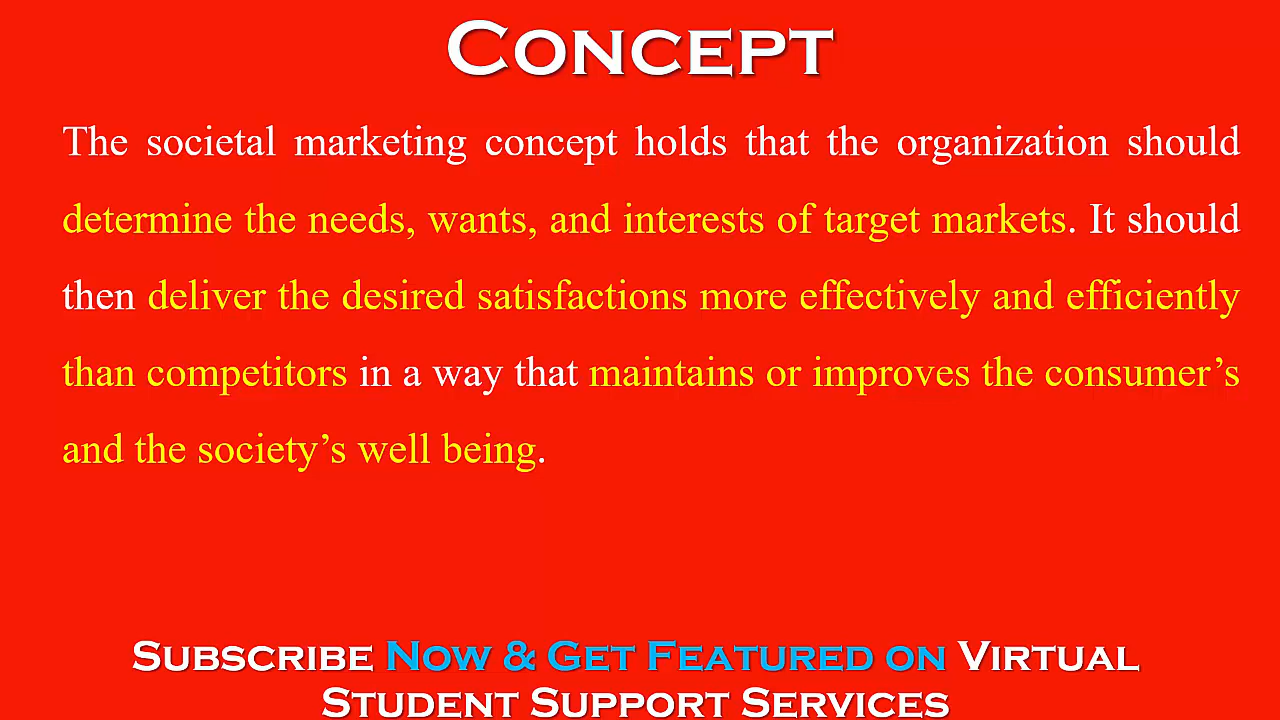 CONCEPT
The societal marketing concept holds that the organization should
determine the needs, wants, and interests of target markets. It should
then deliver the desired satisfactions more effectively and efficiently
than competitors in a way that maintains or improves the consumer’s
and the society’s well being.
SUBSCRIBE NOW & GET FEATURED ON VIRTUAL
STUDENT SUPPORT SERVICES